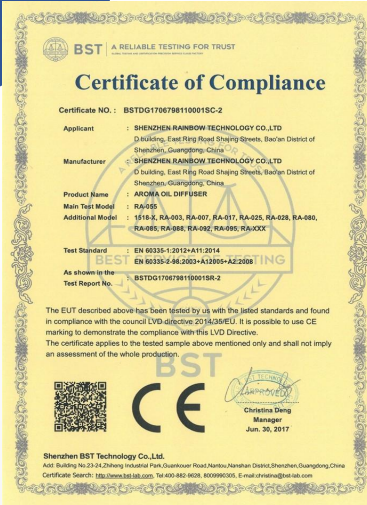 BST A RELIABLE TESTING FOR TRUST
Certificate of Compliance
Certificate NO. : BSTDG1706798110001SC-2
Applicant : SHENZHEN RAINBOW TECHNOLOGY CO.,LTD
D building, East Ring Road Shajing Streets, Bao'an District of
Shenzhen, Guangdong, China
Manufacturer : SHENZHEN RAINBOW TECHNOLOGY CO.,LTD
D building, East Ring Road Shajing Streets, Bao'an District of
Shenzhen, Guangdong, China
Product Name : AROMA OIL DIFFUSER
Main Test Model : RA-055
Additional Model : 1518-X, RA-003, RA-007, RA-017, RA-025, RA-028, RA-080,
RA-085, RA-088, RA-092, RA-095, RA-XXX
Test Standard : EN 60335-1:2012+A11:2014
EN 60335-2-98:2003+A12005+A2:2008
BEST SERVICE OF TESTING
As shown in the
Test Report No. : BSTDG1706798110001SR-2
The EUT described above has been tested by us with the listed standards and found
in compliance with the council LVD directive 2014/35/EU. It is possible to use CE
marking to demonstrate the compliance with this LVD Directive.
The certificate applies to the tested sample above mentioned only and shall not imply
an assessment of the whole production.
BST
CE
APPROVED
Christina Deng
Manager
Jun. 30, 2017
Shenzhen BST Technology Co.,Ltd.
Add: Building No.23-24,Zhiheng Industrial Park,Guankouer Road,Nantou,Nanshan District,Shenzhen,Guangdong,China
Certificate Search: http://www.bst-lab.com, Tel:400-882-9628, 8009990305, E-mail:christina@bst-lab.com